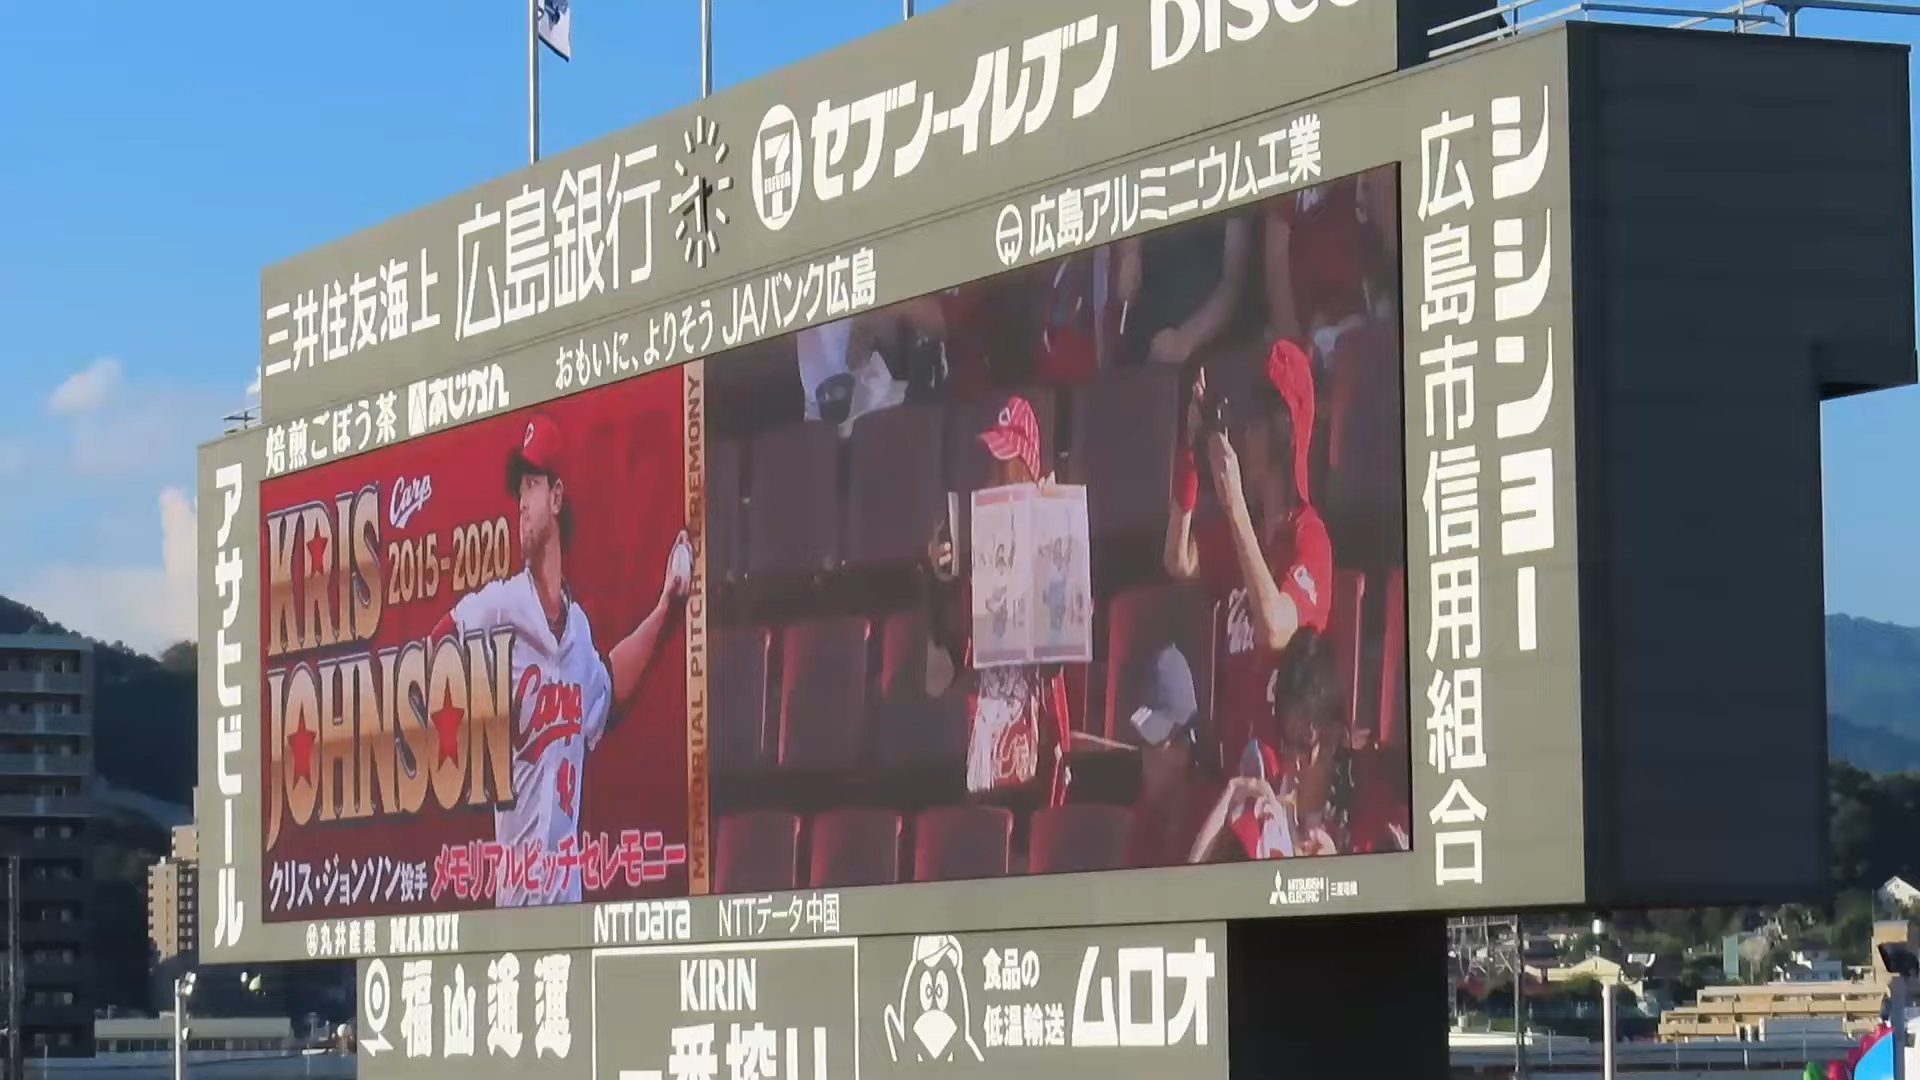 セブン-イレブン
7 ELEVEN
三井住友海上
広島銀行
広島アルミニウム工業
おもいに、よりそう JAバンク広島
焙煎ごぼう茶 あじかん
アサヒビール
シシンヨー
広島市信用組合
KRIS
JOHNSON
Carp
2015-2020
Carp
42
クリス・ジョンソン投手 メモリアルピッチセレモニー
MEMORIAL PITCH CEREMONY
MITSUBISHI ELECTRIC 三菱電機
丸井産業 MARUI
NTT DATA NTTデータ中国
福山通運
KIRIN
一番搾り
食品の
低温輸送
ムロオ